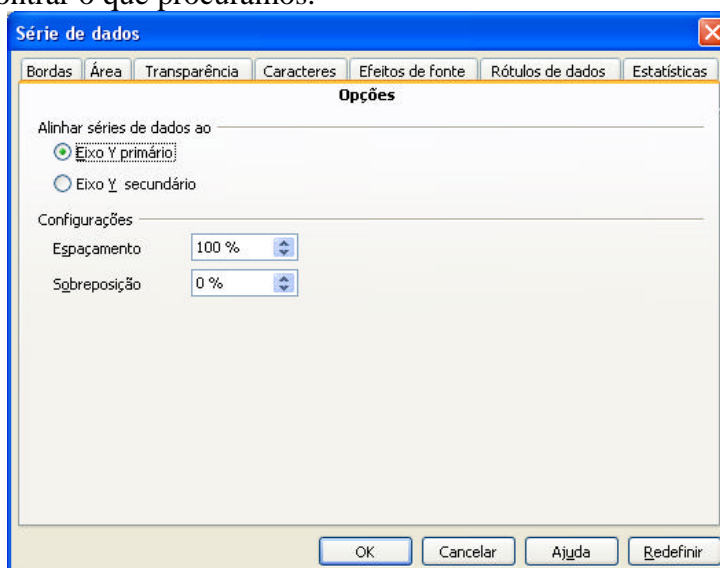 ontrar o que procuramos.
Série de dados
Bordas Área Transparência Caracteres Efeitos de fonte Rótulos de dados Estatísticas
Opções
Alinhar séries de dados ao
Eixo Y primário
Eixo Y secundário
Configurações
Espaçamento 100 %
Sobreposição 0 %
OK Cancelar Ajuda Redefinir